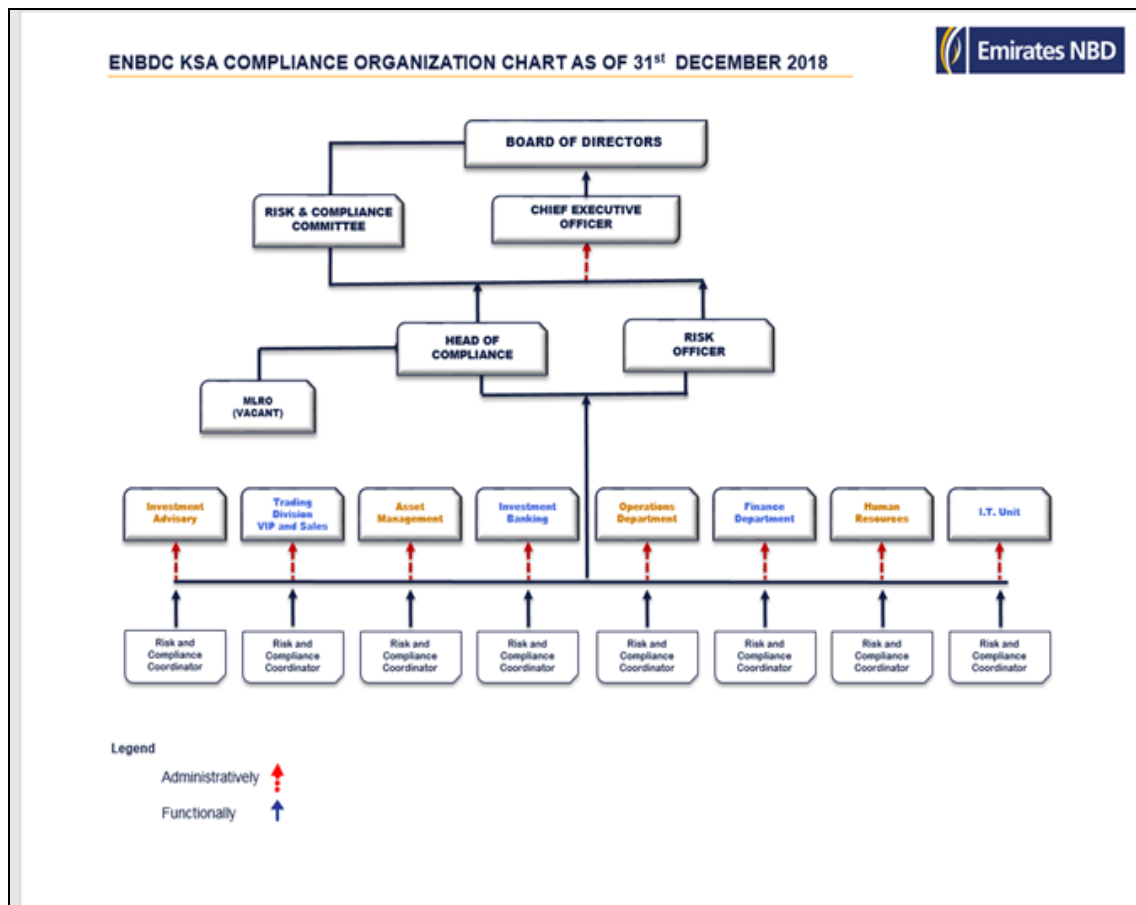 Emirates NBD
ENBDC KSA COMPLIANCE ORGANIZATION CHART AS OF 31st DECEMBER 2018
BOARD OF DIRECTORS
RISK & COMPLIANCE
COMMITTEE
CHIEF EXECUTIVE
OFFICER
HEAD OF
COMPLIANCE
RISK
OFFICER
MLRO
(VACANT)
Investment
Advisory
Trading
Division
VIP and Sales
Asset
Management
Investment
Banking
Operations
Department
Finance
Department
Human
Resources
I.T. Unit
Risk and
Compliance
Coordinator
Risk and
Compliance
Coordinator
Risk and
Compliance
Coordinator
Risk and
Compliance
Coordinator
Risk and
Compliance
Coordinator
Risk and
Compliance
Coordinator
Risk and
Compliance
Coordinator
Risk and
Compliance
Coordinator
Legend
Administratively
Functionally